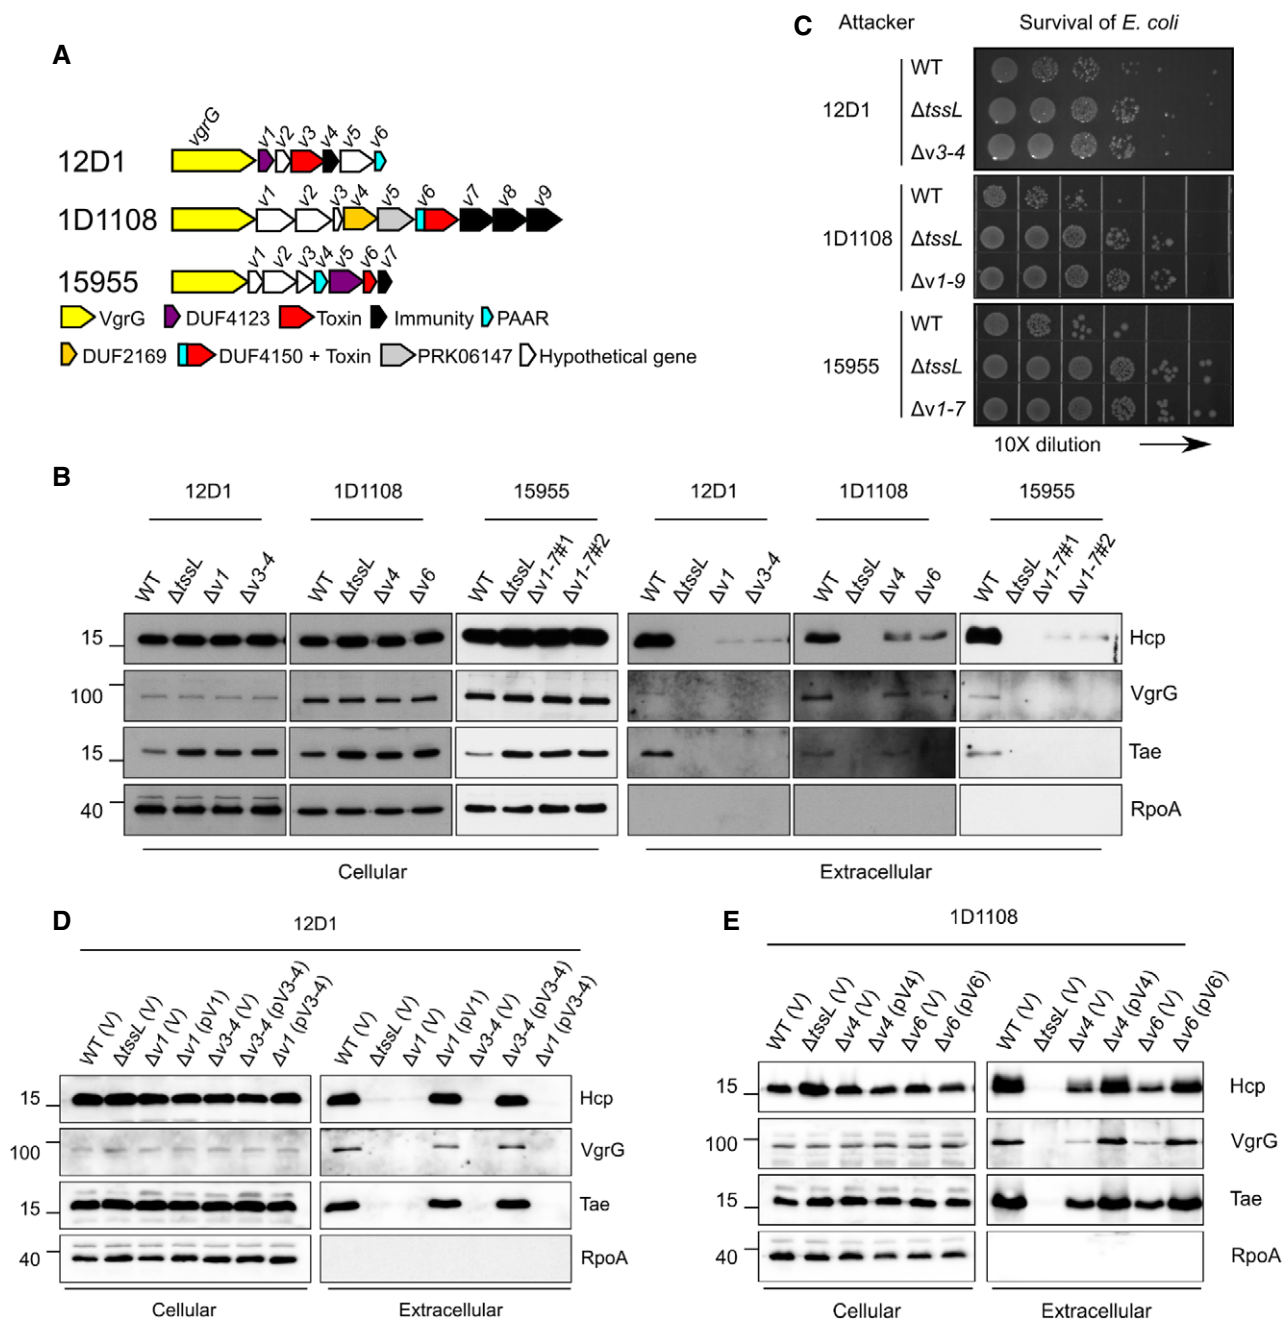 A
vgrG
12D1
v1 v2 v3 v4 v5 v6
1D1108
v1 v2 v3 v4 v5 v6 v7 v8 v9
15955
v1 v2 v3 v4 v5 v6 v7
VgrG DUF4123 Toxin Immunity PAAR
DUF2169 DUF4150 + Toxin PRK06147 Hypothetical gene
C
Attacker Survival of E. coli
12D1
WT
ΔtssL
Δv3-4
1D1108
WT
ΔtssL
Δv1-9
15955
WT
ΔtssL
Δv1-7
10X dilution
B
12D1 1D1108 15955 12D1 1D1108 15955
WT ΔtssL Δv1 Δv3-4 WT ΔtssL Δv4 Δv6 WT ΔtssL Δv1-7#1 Δv1-7#2 WT ΔtssL Δv1 Δv3-4 WT ΔtssL Δv4 Δv6 WT ΔtssL Δv1-7#1 Δv1-7#2
15 Hcp
100 VgrG
15 Tae
40 RpoA
Cellular Extracellular
D
12D1
WT (V) ΔtssL (V) Δv1 (V) Δv1 (pV1) Δv3-4 (V) Δv3-4 (pV3-4) Δv1 (pV3-4) WT (V) ΔtssL (V) Δv1 (V) Δv1 (pV1) Δv3-4 (V) Δv3-4 (pV3-4) Δv1 (pV3-4)
15 Hcp
100 VgrG
15 Tae
40 RpoA
Cellular Extracellular
E
1D1108
WT (V) ΔtssL (V) Δv4 (V) Δv4 (pV4) Δv6 (V) Δv6 (pV6) WT (V) ΔtssL (V) Δv4 (V) Δv4 (pV4) Δv6 (V) Δv6 (pV6)
15 Hcp
100 VgrG
15 Tae
40 RpoA
Cellular Extracellular